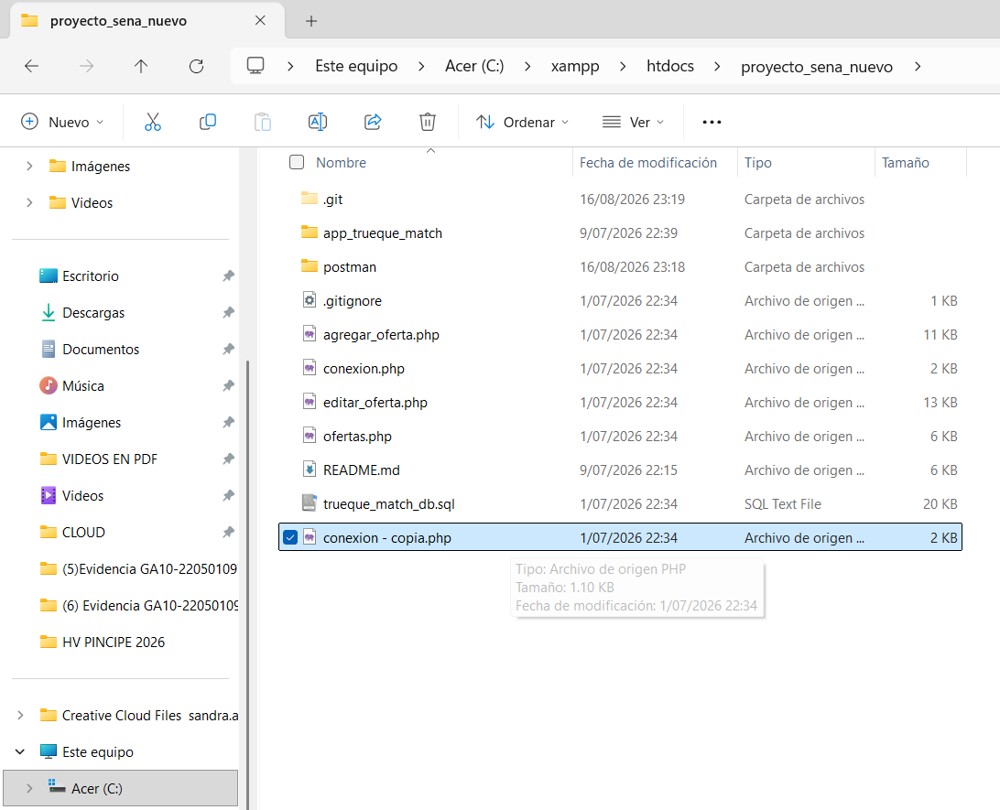 proyecto_sena_nuevo
Este equipo > Acer (C:) > xampp > htdocs > proyecto_sena_nuevo >
Nuevo Ordenar Ver
Imágenes
Videos
Escritorio
Descargas
Documentos
Música
Imágenes
VIDEOS EN PDF
Videos
CLOUD
(5)Evidencia GA10-22050109
(6) Evidencia GA10-22050109
HV PINCIPE 2026
Creative Cloud Files sandra.a
Este equipo
Acer (C:)
Nombre Fecha de modificación Tipo Tamaño
.git 16/08/2026 23:19 Carpeta de archivos
app_trueque_match 9/07/2026 22:39 Carpeta de archivos
postman 16/08/2026 23:18 Carpeta de archivos
.gitignore 1/07/2026 22:34 Archivo de origen ... 1 KB
agregar_oferta.php 1/07/2026 22:34 Archivo de origen ... 11 KB
conexion.php 1/07/2026 22:34 Archivo de origen ... 2 KB
editar_oferta.php 1/07/2026 22:34 Archivo de origen ... 13 KB
ofertas.php 1/07/2026 22:34 Archivo de origen ... 6 KB
README.md 9/07/2026 22:15 Archivo de origen ... 6 KB
trueque_match_db.sql 1/07/2026 22:34 SQL Text File 20 KB
conexion - copia.php 1/07/2026 22:34 Archivo de origen ... 2 KB
Tipo: Archivo de origen PHP
Tamaño: 1.10 KB
Fecha de modificación: 1/07/2026 22:34